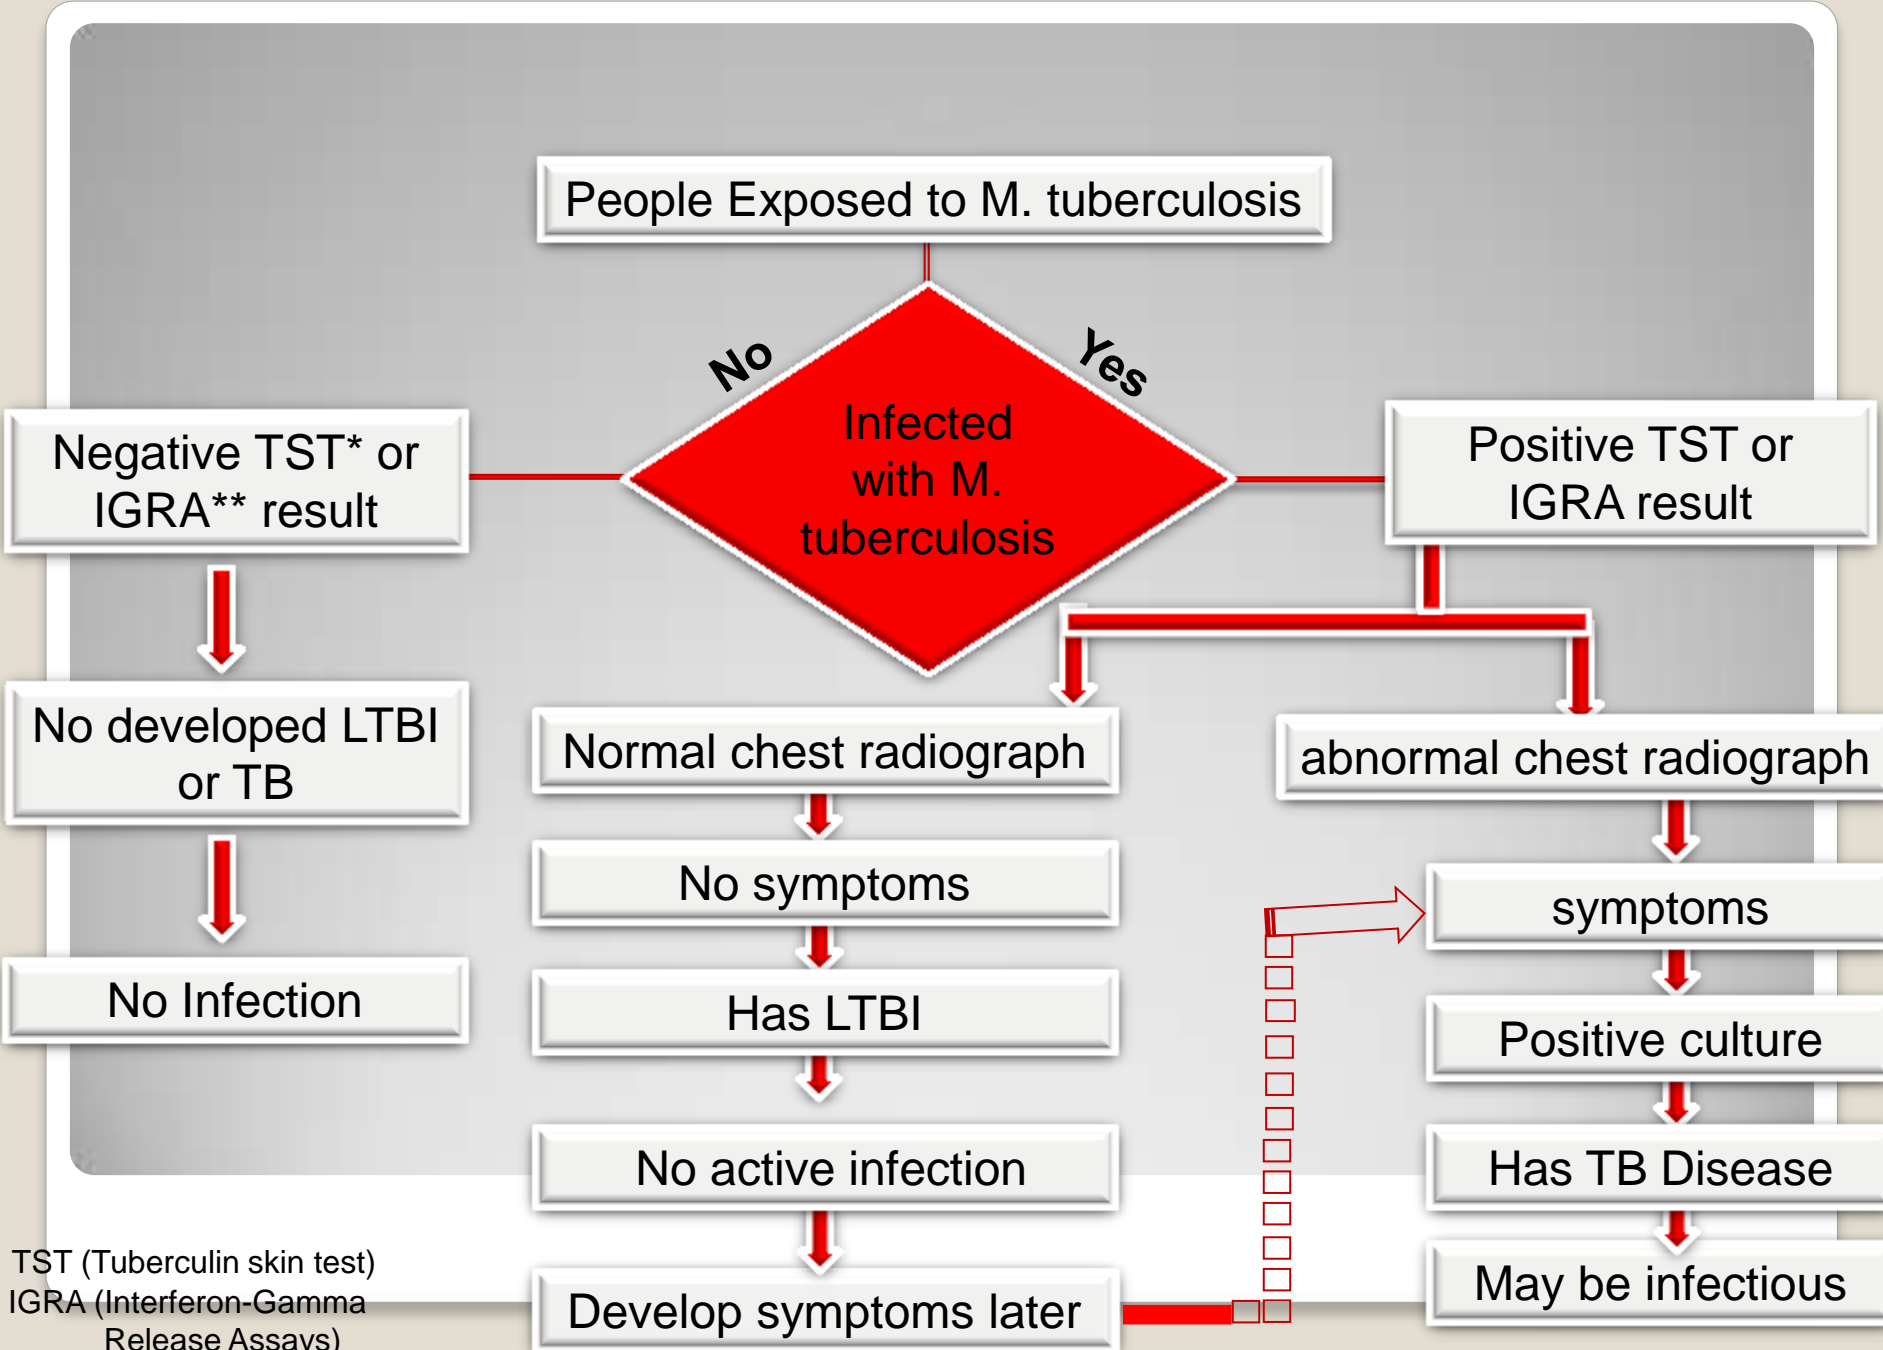 People Exposed to M. tuberculosis
No
Yes
Infected
with M.
tuberculosis
Negative TST* or
IGRA** result
Positive TST or
IGRA result
No developed LTBI
or TB
No Infection
Normal chest radiograph
No symptoms
Has LTBI
No active infection
Develop symptoms later
abnormal chest radiograph
symptoms
Positive culture
Has TB Disease
May be infectious
TST (Tuberculin skin test)
IGRA (Interferon-Gamma
Release Assays)